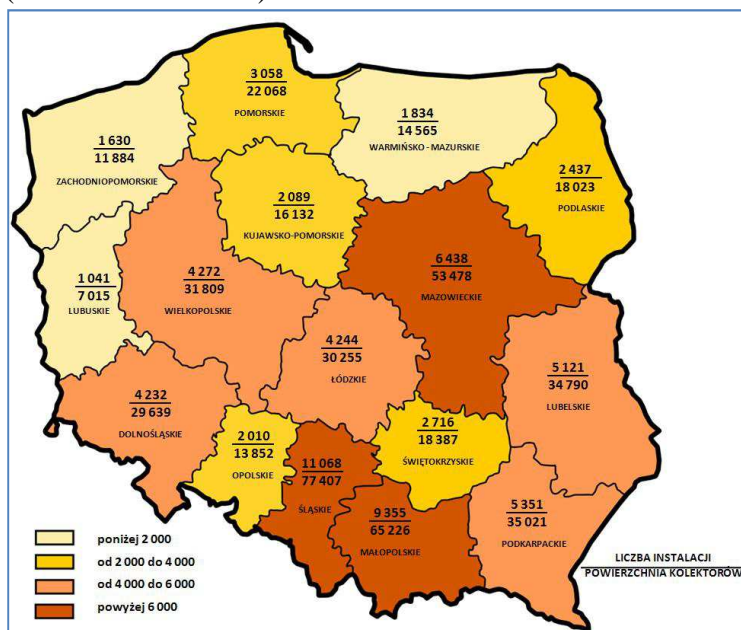 3 058
22 068
POMORSKIE
1 834
14 565
WARMIŃSKO - MAZURSKIE
1 630
11 884
ZACHODNIOPOMORSKIE
2 437
18 023
PODLASKIE
2 089
16 132
KUJAWSKO-POMORSKIE
6 438
53 478
MAZOWIECKIE
4 272
31 809
WIELKOPOLSKIE
1 041
7 015
LUBUSKIE
4 244
30 255
ŁÓDZKIE
5 121
34 790
LUBELSKIE
4 232
29 639
DOLNOŚLĄSKIE
2 010
13 852
OPOLSKIE
2 716
18 387
ŚWIĘTOKRZYSKIE
11 068
77 407
ŚLĄSKIE
9 355
65 226
MAŁOPOLSKIE
5 351
35 021
PODKARPACKIE
poniżej 2 000
od 2 000 do 4 000
od 4 000 do 6 000
powyżej 6 000
LICZBA INSTALACJI
POWIERZCHNIA KOLEKTORÓW